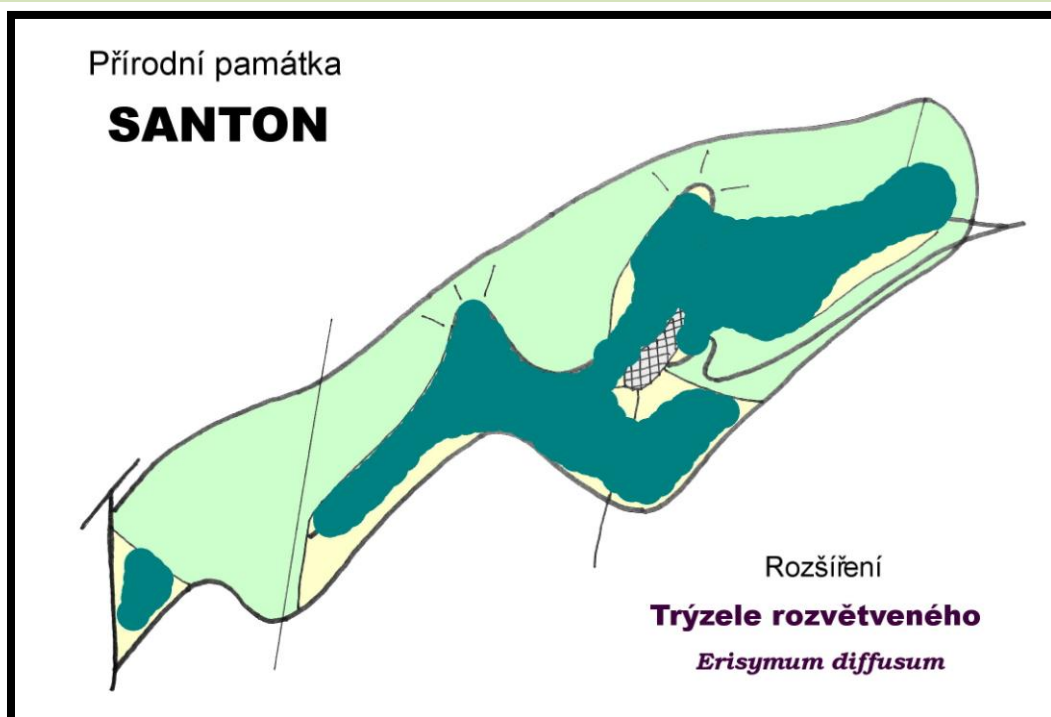 Přírodní památka
SANTON
Rozšíření
Trýzele rozvětveného
Erisymum diffusum